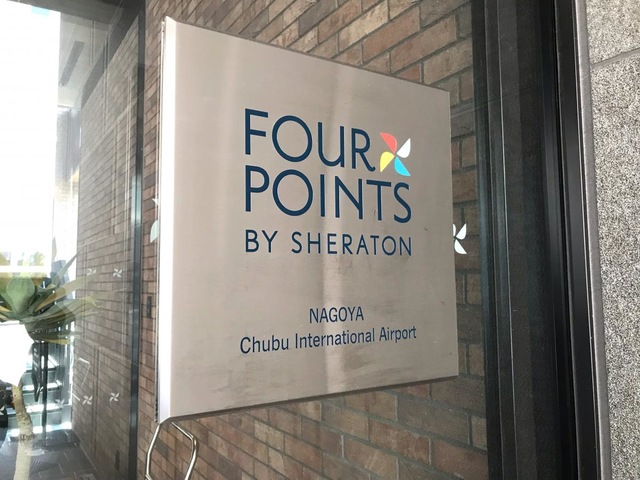 FOUR
POINTS
BY SHERATON
NAGOYA
Chubu International Airport